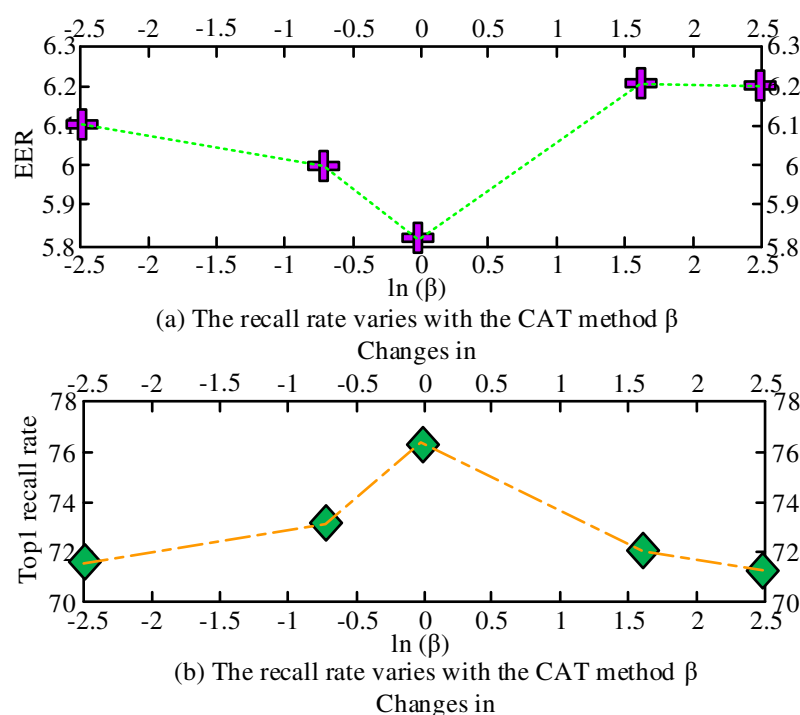 -2.5 -2 -1.5 -1 -0.5 0 0.5 1 1.5 2 2.5
6.3 6.3
6.2 6.2
6.1 6.1
6 6
5.9 5.9
5.8 5.8
EER
-2.5 -2 -1.5 -1 -0.5 0 0.5 1 1.5 2 2.5
ln (β)
(a) The recall rate varies with the CAT method β
Changes in
-2.5 -2 -1.5 -1 -0.5 0 0.5 1 1.5 2 2.5
78 78
76 76
74 74
72 72
70 70
Top1 recall rate
-2.5 -2 -1.5 -1 -0.5 0 0.5 1 1.5 2 2.5
ln (β)
(b) The recall rate varies with the CAT method β
Changes in